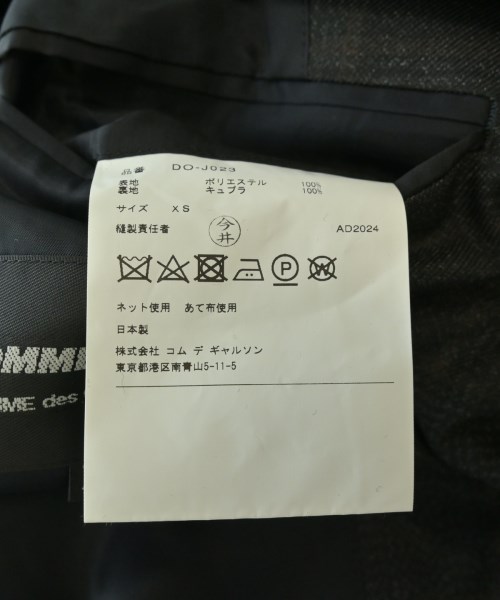 品番 DO-J023
表地 ポリエステル 100%
裏地 キュプラ 100%
サイズ XS
縫製責任者 今井 AD2024
P W
ネット使用 あて布使用
日本製
株式会社 コム デ ギャルソン
東京都港区南青山5-11-5
des